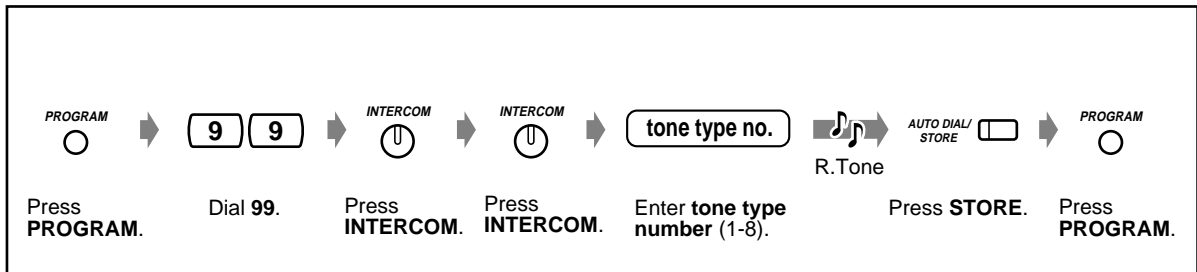 PROGRAM
9 9
INTERCOM
INTERCOM
tone type no.
R.Tone
AUTO DIAL/
STORE
PROGRAM
Press
PROGRAM.
Dial 99.
Press
INTERCOM.
Press
INTERCOM.
Enter tone type
number (1-8).
Press STORE.
Press
PROGRAM.